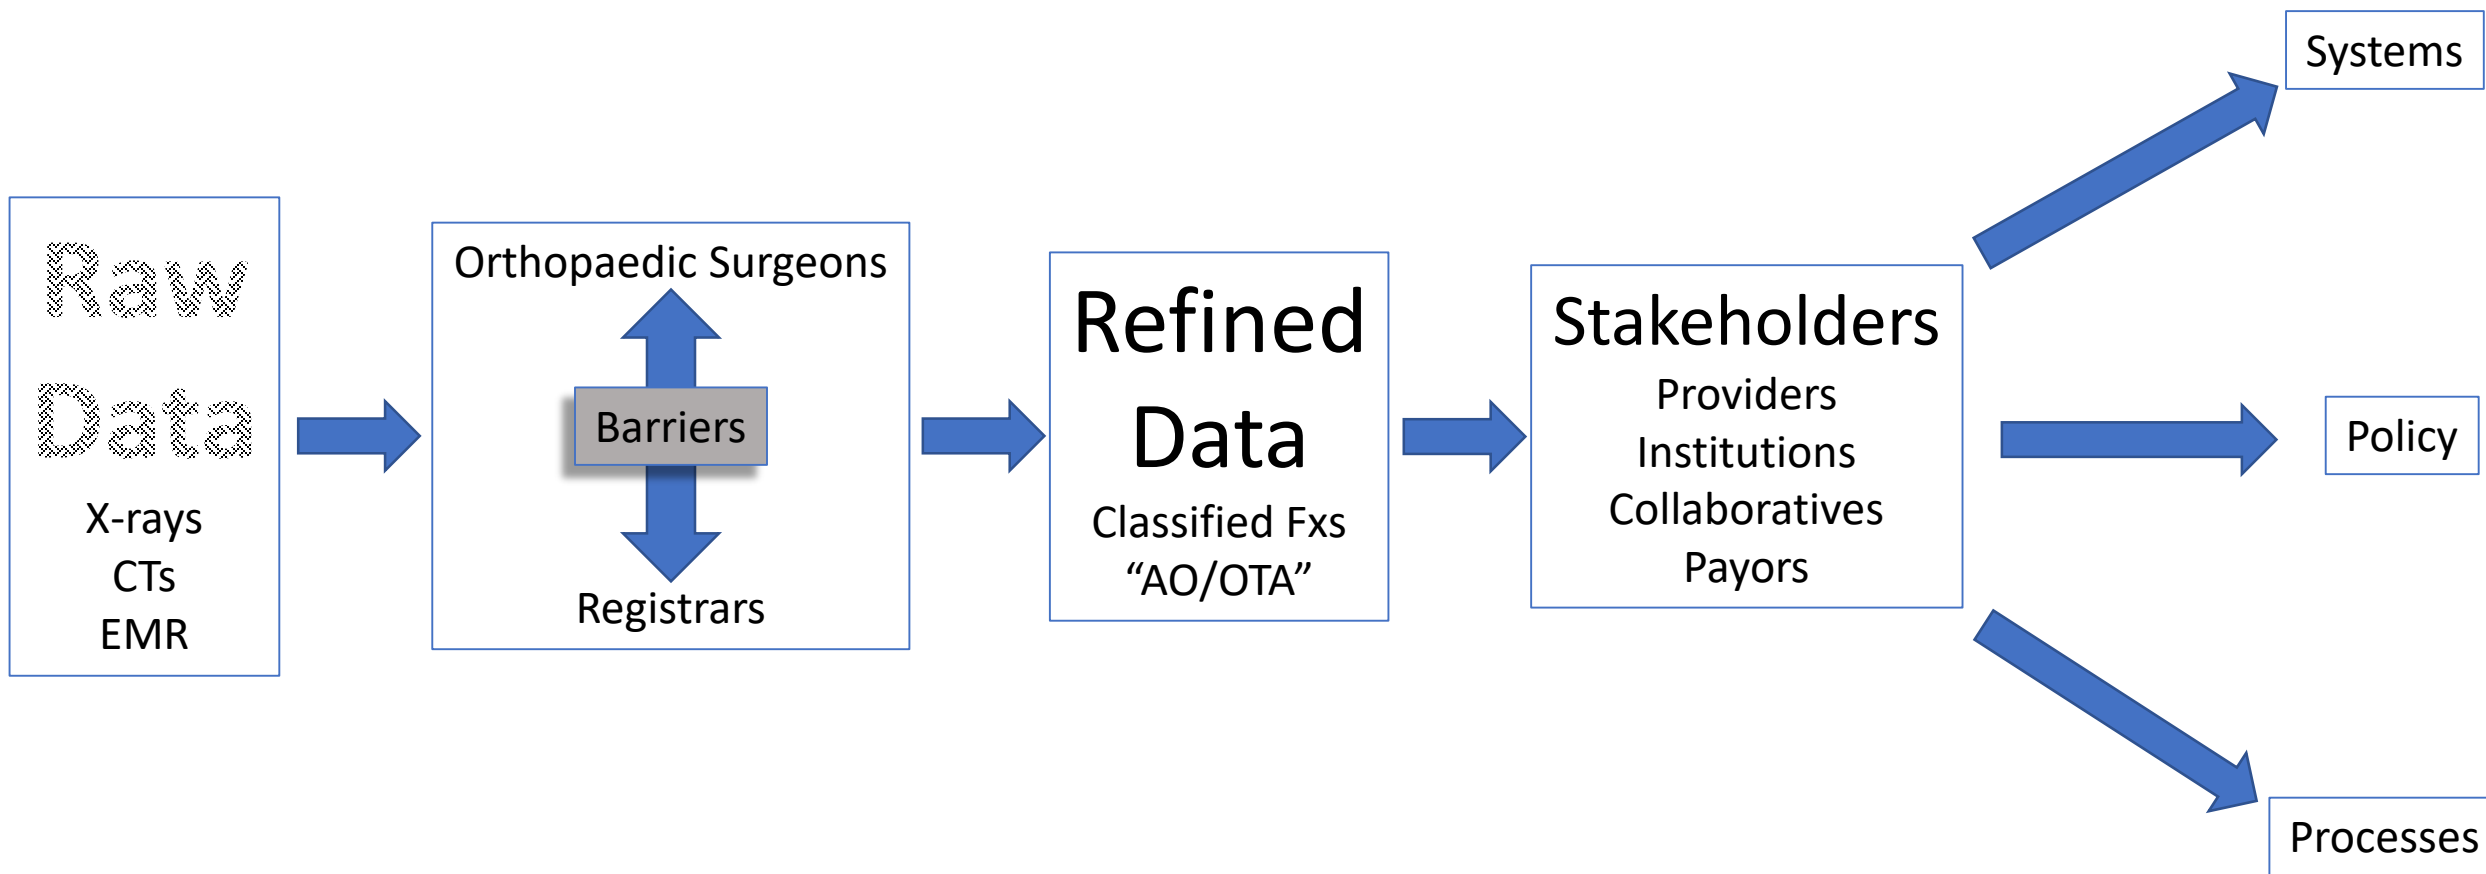 Raw
Data
X-rays
CTs
EMR
Orthopaedic Surgeons
Barriers
Registrars
Refined
Data
Classified Fxs
“AO/OTA”
Stakeholders
Providers
Institutions
Collaboratives
Payors
Systems
Policy
Processes